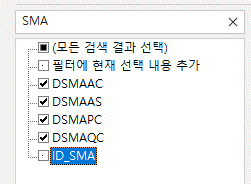 SMA
(모든 검색 결과 선택)
필터에 현재 선택 내용 추가
DSMAAC
DSMAAS
DSMAPC
DSMAQC
ID_SMA